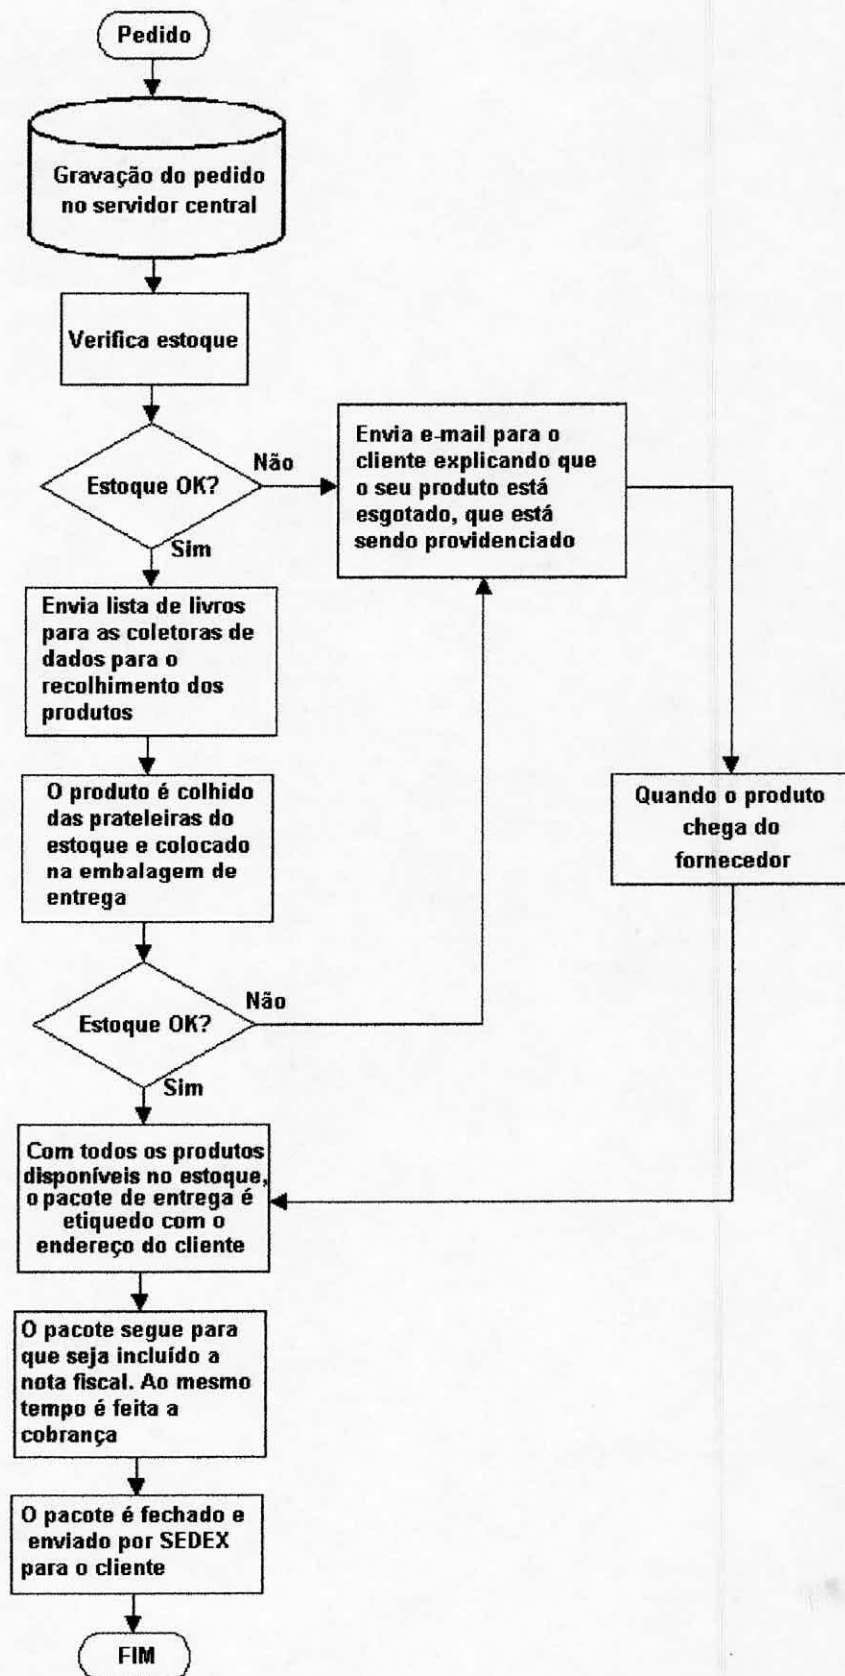 Pedido
Gravação do pedido
no servidor central
Verifica estoque
Estoque OK?
Não
Sim
Envia e-mail para o
cliente explicando que
o seu produto está
esgotado, que está
sendo providenciado
Envia lista de livros
para as coletoras de
dados para o
recolhimento dos
produtos
O produto é colhido
das prateleiras do
estoque e colocado
na embalagem de
entrega
Quando o produto
chega do
fornecedor
Estoque OK?
Não
Sim
Com todos os produtos
disponíveis no estoque,
o pacote de entrega é
etiquedo com o
endereço do cliente
O pacote segue para
que seja incluído a
nota fiscal. Ao mesmo
tempo é feita a
cobrança
O pacote é fechado e
enviado por SEDEX
para o cliente
FIM